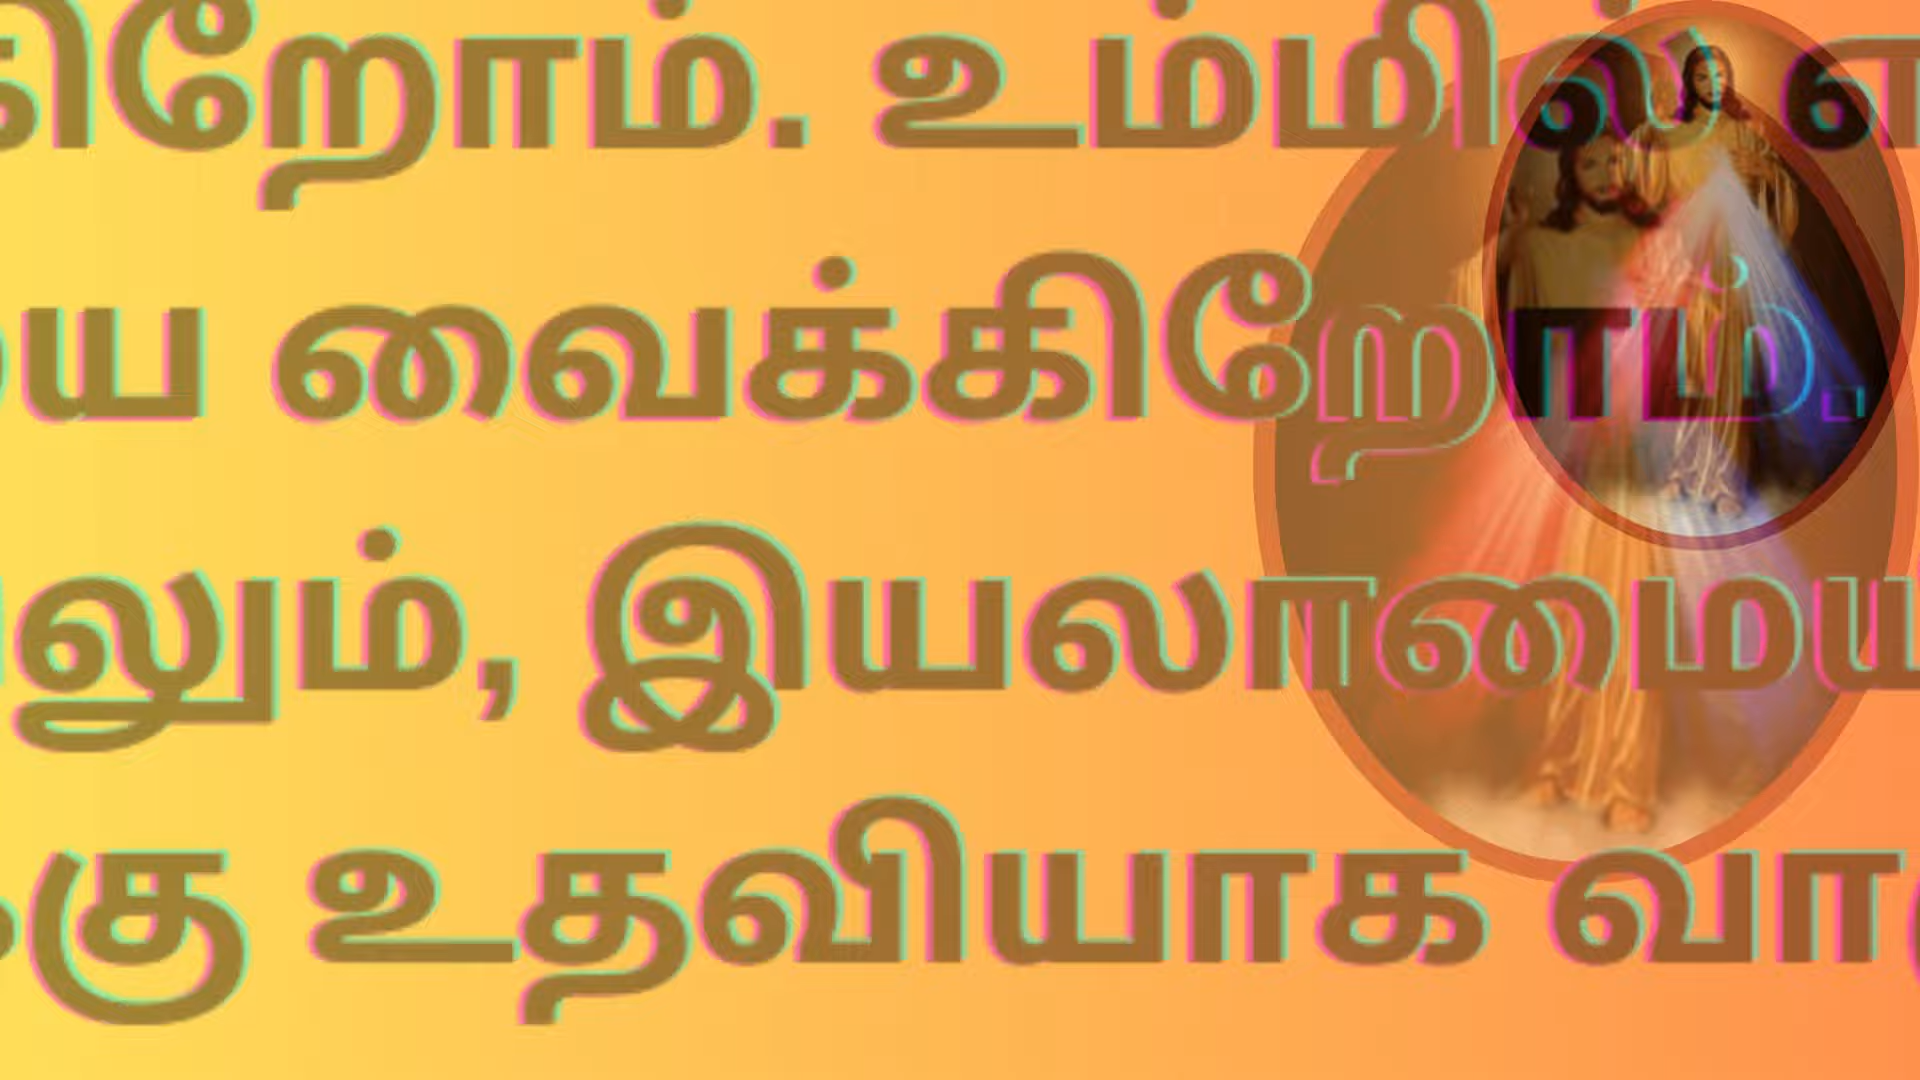 கிறோம். உம்மில் எ
ய வைக்கிறோம்.
லும், இயலாமைய
கு உதவியாக வா